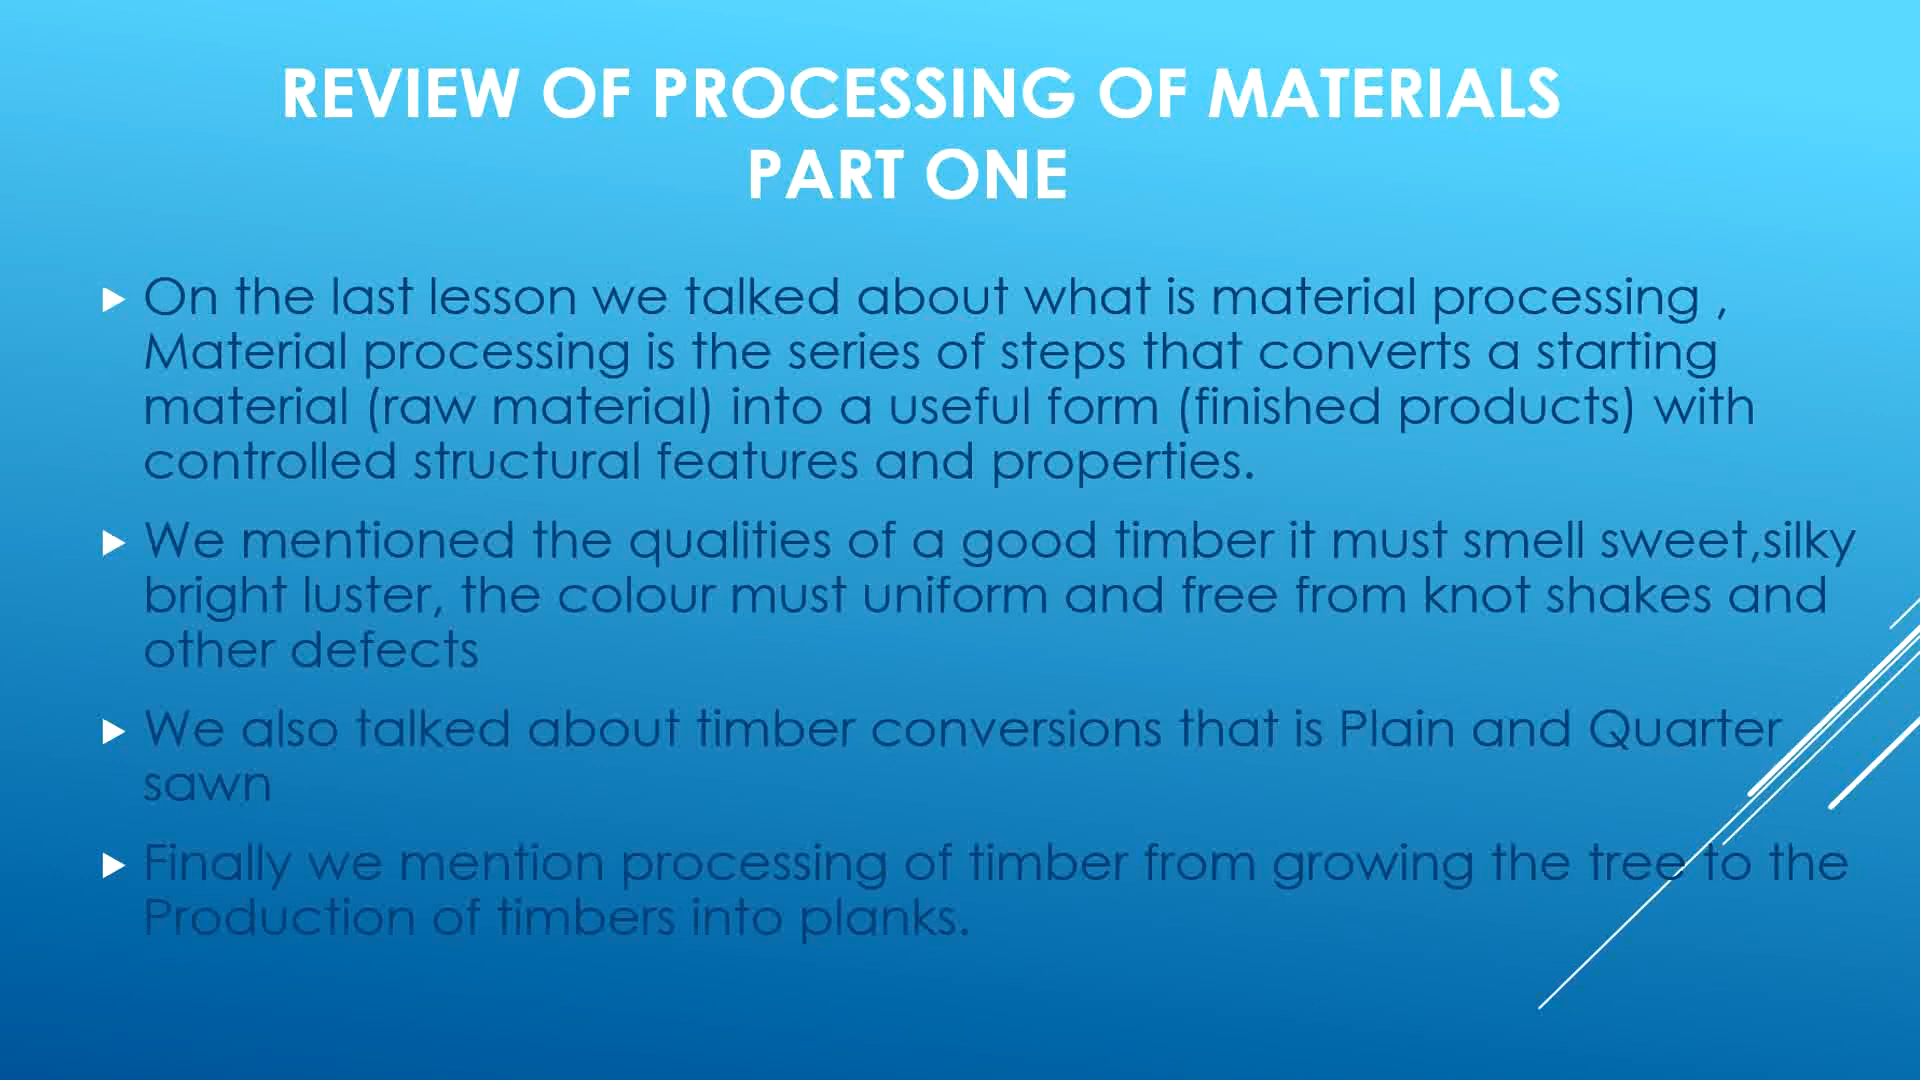 REVIEW OF PROCESSING OF MATERIALS
PART ONE
On the last lesson we talked about what is material processing ,
Material processing is the series of steps that converts a starting
material (raw material) into a useful form (finished products) with
controlled structural features and properties.
We mentioned the qualities of a good timber it must smell sweet,silky
bright luster, the colour must uniform and free from knot shakes and
other defects
We also talked about timber conversions that is Plain and Quarter
sawn
Finally we mention processing of timber from growing the tree to the
Production of timbers into planks.